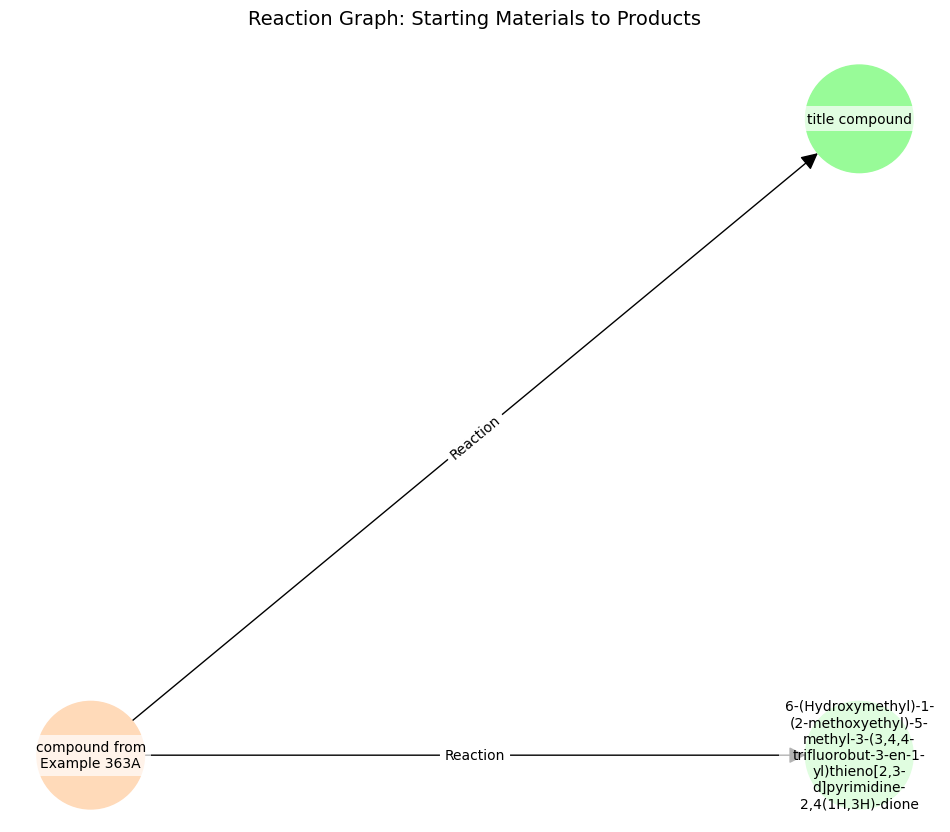 Reaction Graph: Starting Materials to Products
title compound
Reaction
compound from
Example 363A
Reaction
6-(Hydroxymethyl)-1-
(2-methoxyethyl)-5-
methyl-3-(3,4,4-
trifluorobut-3-en-1-
yl)thieno[2,3-
d]pyrimidine-
2,4(1H,3H)-dione